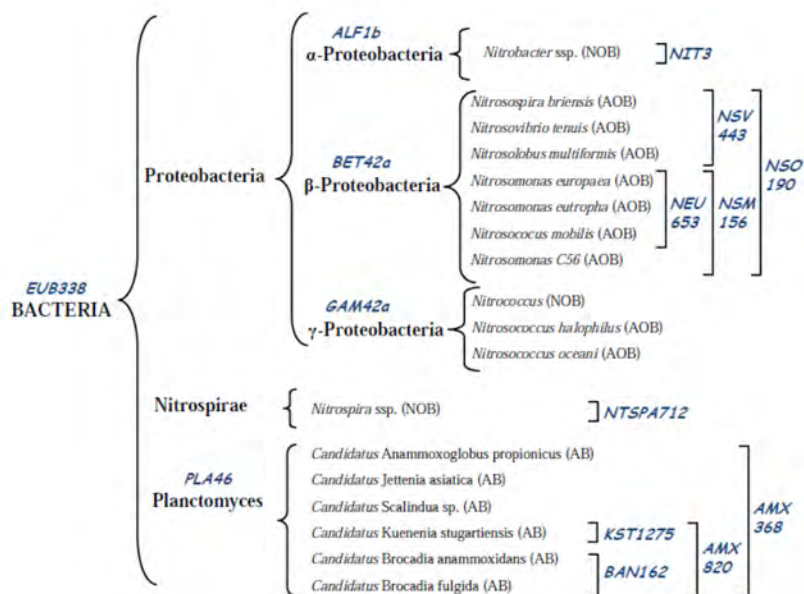 ALF1b
α-Proteobacteria
Nitrobacter ssp. (NOB)
NIT3
Nitrosospira briensis (AOB)
Nitrosovibrio tenuis (AOB)
Nitrosolobus multiformis (AOB)
NSV
443
Proteobacteria
BET42a
β-Proteobacteria
Nitrosomonas europaea (AOB)
Nitrosomonas eutropha (AOB)
Nitrosococus mobilis (AOB)
Nitrosomonas C56 (AOB)
NEU
653
NSM
156
NSO
190
EUB338
BACTERIA
GAM42a
γ-Proteobacteria
Nitrococcus (NOB)
Nitrosococcus halophilus (AOB)
Nitrosococcus oceani (AOB)
Nitrospirae
Nitrospira ssp. (NOB)
NTSPA712
PLA46
Planctomyces
Candidatus Anammoxoglobus propionicus (AB)
Candidatus Jettenia asiatica (AB)
Candidatus Scalindua sp. (AB)
Candidatus Kuenenia stugartiensis (AB)
Candidatus Brocadia anammoxidans (AB)
Candidatus Brocadia fulgida (AB)
KST1275
BAN162
AMX
820
AMX
368